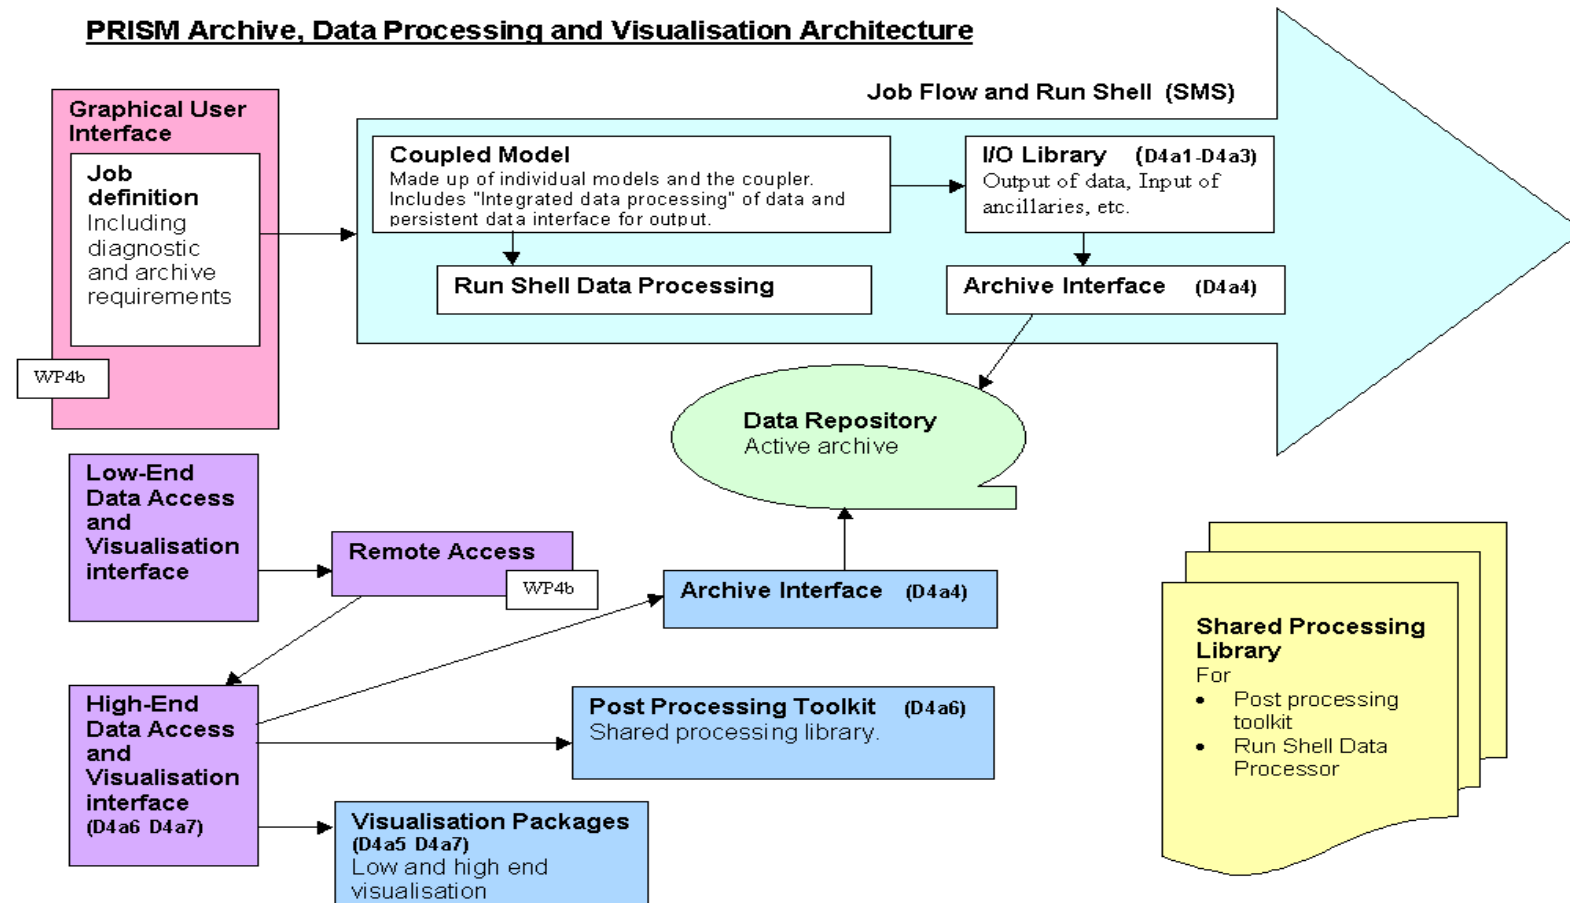 PRISM Archive, Data Processing and Visualisation Architecture
Job Flow and Run Shell (SMS)
Graphical User
Interface
Job
definition
Including
diagnostic
and archive
requirements
WP4b
Coupled Model
Made up of individual models and the coupler.
Includes "Integrated data processing" of data and
persistent data interface for output.
I/O Library (D4a1-D4a3)
Output of data, Input of
ancillaries, etc.
Run Shell Data Processing
Archive Interface (D4a4)
Data Repository
Active archive
Low-End
Data Access
and
Visualisation
interface
Remote Access
WP4b
Archive Interface (D4a4)
High-End
Data Access
and
Visualisation
interface
(D4a6 D4a7)
Post Processing Toolkit (D4a6)
Shared processing library.
Visualisation Packages
(D4a5 D4a7)
Low and high end
visualisation
Shared Processing
Library
For
• Post processing
toolkit
• Run Shell Data
Processor